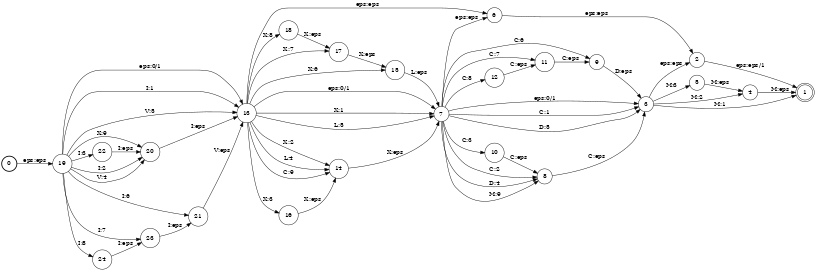 0
eps:eps
19
eps:0/1
I:1
V:5
X:9
I:3
22
I:eps
I:2
V:4
20
I:eps
I:6
21
V:eps
I:7
23
I:eps
I:8
24
I:eps
eps:eps
X:8
18
X:eps
X:7
17
X:eps
X:6
15
L:eps
eps:0/1
X:1
L:5
X:2
L:4
C:9
14
X:eps
X:3
16
X:eps
7
eps:eps
6
eps:eps
C:6
C:7
11
C:eps
9
D:eps
C:8
12
C:eps
eps:0/1
C:1
D:5
C:3
10
C:eps
C:2
D:4
M:9
8
C:eps
3
eps:eps
2
eps:eps/1
M:3
5
M:eps
M:2
4
M:eps
M:1
1